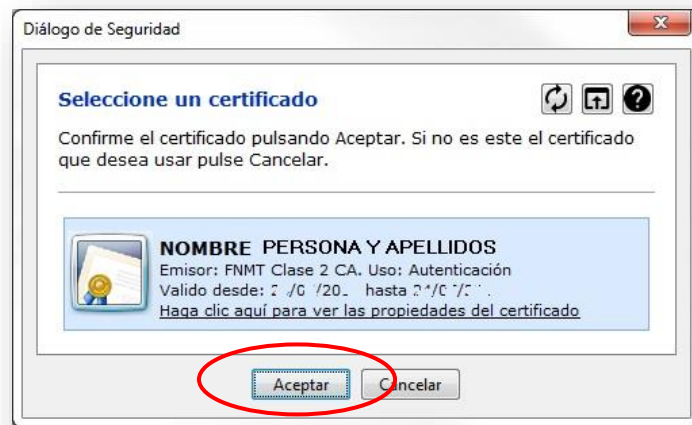 Diálogo de Seguridad
Seleccione un certificado
Confirme el certificado pulsando Aceptar. Si no es este el certificado
que desea usar pulse Cancelar.
NOMBRE PERSONA Y APELLIDOS
Emisor: FNMT Clase 2 CA. Uso: Autenticación
Valido desde: hasta
Haga clic aquí para ver las propiedades del certificado
Aceptar Cancelar